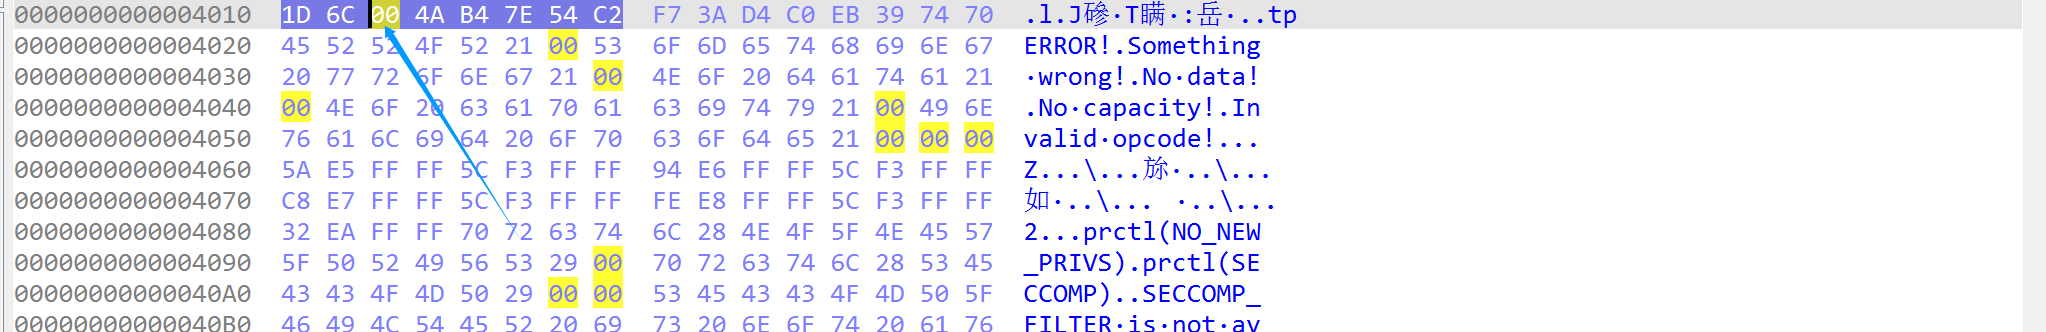 0000000000004010 1D 6C 00 4A B4 7E 54 C2 F7 3A D4 C0 EB 39 74 70 .l.J磣·T瞒·:岳·..tp
0000000000004020 45 52 52 4F 52 21 00 53 6F 6D 65 74 68 69 6E 67 ERROR!.Something
0000000000004030 20 77 72 6F 6E 67 21 00 4E 6F 20 64 61 74 61 21 ·wrong!.No·data!
0000000000004040 00 4E 6F 20 63 61 70 61 63 69 74 79 21 00 49 6E .No·capacity!.In
0000000000004050 76 61 6C 69 64 20 6F 70 63 6F 64 65 21 00 00 00 valid·opcode!...
0000000000004060 5A E5 FF FF 5C F3 FF FF 94 E6 FF FF 5C F3 FF FF Z...\...旀·..\...
0000000000004070 C8 E7 FF FF 5C F3 FF FF FE E8 FF FF 5C F3 FF FF 如·..\... ·..\...
0000000000004080 32 EA FF FF 70 72 63 74 6C 28 4E 4F 5F 4E 45 57 2...prctl(NO_NEW
0000000000004090 5F 50 52 49 56 53 29 00 70 72 63 74 6C 28 53 45 _PRIVS).prctl(SE
00000000000040A0 43 43 4F 4D 50 29 00 00 53 45 43 43 4F 4D 50 5F CCOMP)..SECCOMP_
00000000000040B0 46 49 4C 54 45 52 20 69 73 20 6E 6F 74 20 61 76 FILTER·is·not·av